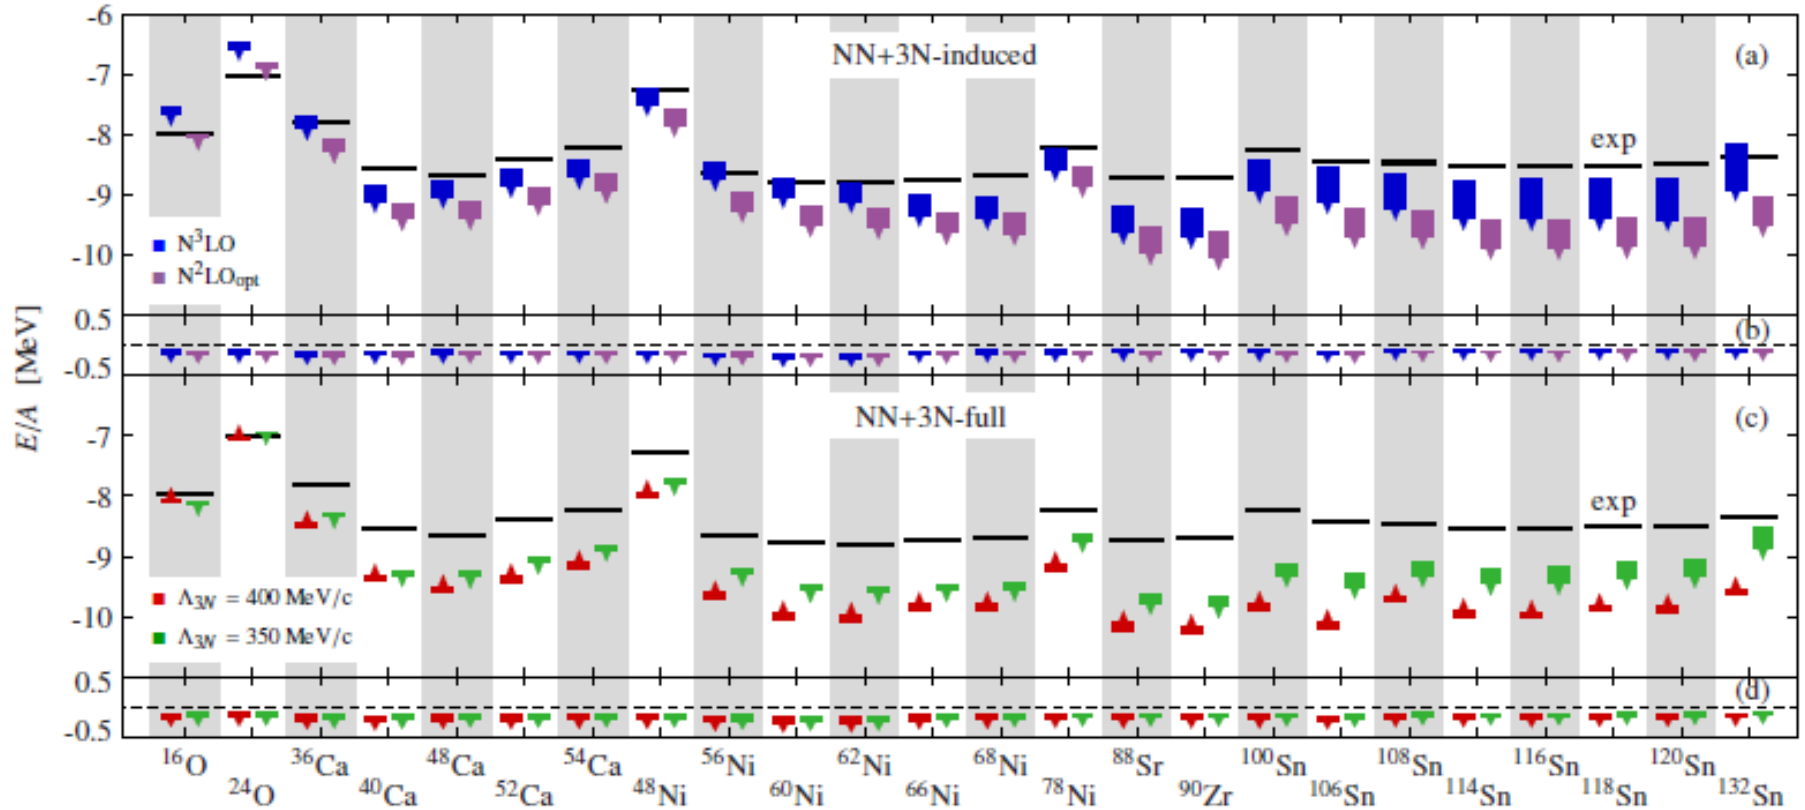 -6
NN+3N-induced
(a)
-7
-8
exp
-9
N³LO
N²LOopt
-10
0.5
(b)
-0.5
E/A [MeV]
NN+3N-full
(c)
-7
-8
exp
-9
Λ3N = 400 MeV/c
-10
Λ3N = 350 MeV/c
0.5
(d)
-0.5
¹⁶O ³⁶Ca ⁴⁸Ca ⁵⁴Ca ⁵⁶Ni ⁶²Ni ⁶⁸Ni ⁸⁸Sr ¹⁰⁰Sn ¹⁰⁸Sn ¹¹⁶Sn ¹²⁰Sn
²⁴O ⁴⁰Ca ⁵²Ca ⁴⁸Ni ⁶⁰Ni ⁶⁶Ni ⁷⁸Ni ⁹⁰Zr ¹⁰⁶Sn ¹¹⁴Sn ¹¹⁸Sn ¹³²Sn